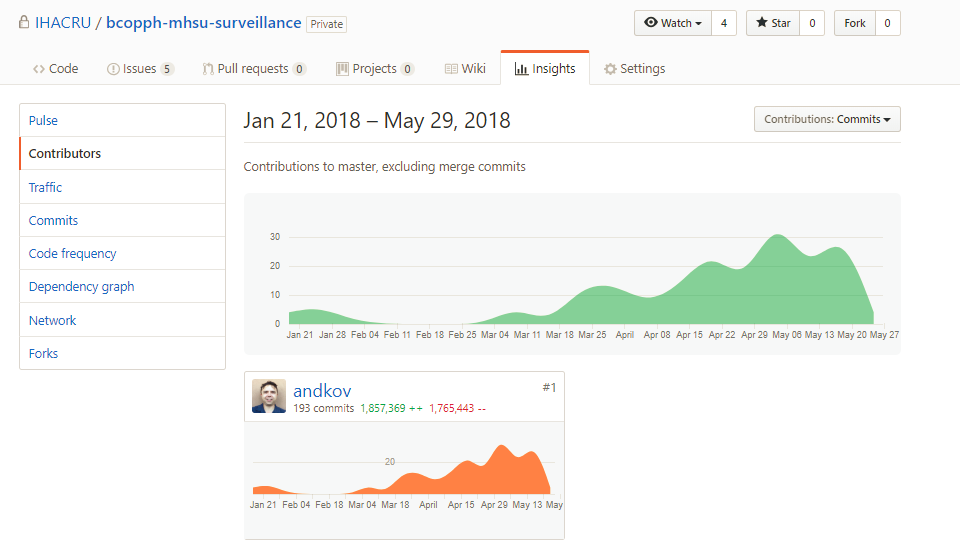 IHACRU / bcopph-mhsu-surveillance Private
Watch 4 Star 0 Fork 0
Code Issues 5 Pull requests 0 Projects 0 Wiki Insights Settings
Pulse
Contributors
Traffic
Commits
Code frequency
Dependency graph
Network
Forks
Jan 21, 2018 – May 29, 2018
Contributions: Commits
Contributions to master, excluding merge commits
30
20
10
0
Jan 21 Jan 28 Feb 04 Feb 11 Feb 18 Feb 25 Mar 04 Mar 11 Mar 18 Mar 25 April Apr 08 Apr 15 Apr 22 Apr 29 May 06 May 13 May 20 May 27
andkov #1
193 commits 1,857,369 ++ 1,765,443 --
20
Jan 21 Feb 04 Feb 18 Mar 04 Mar 18 April Apr 15 Apr 29 May 13 May